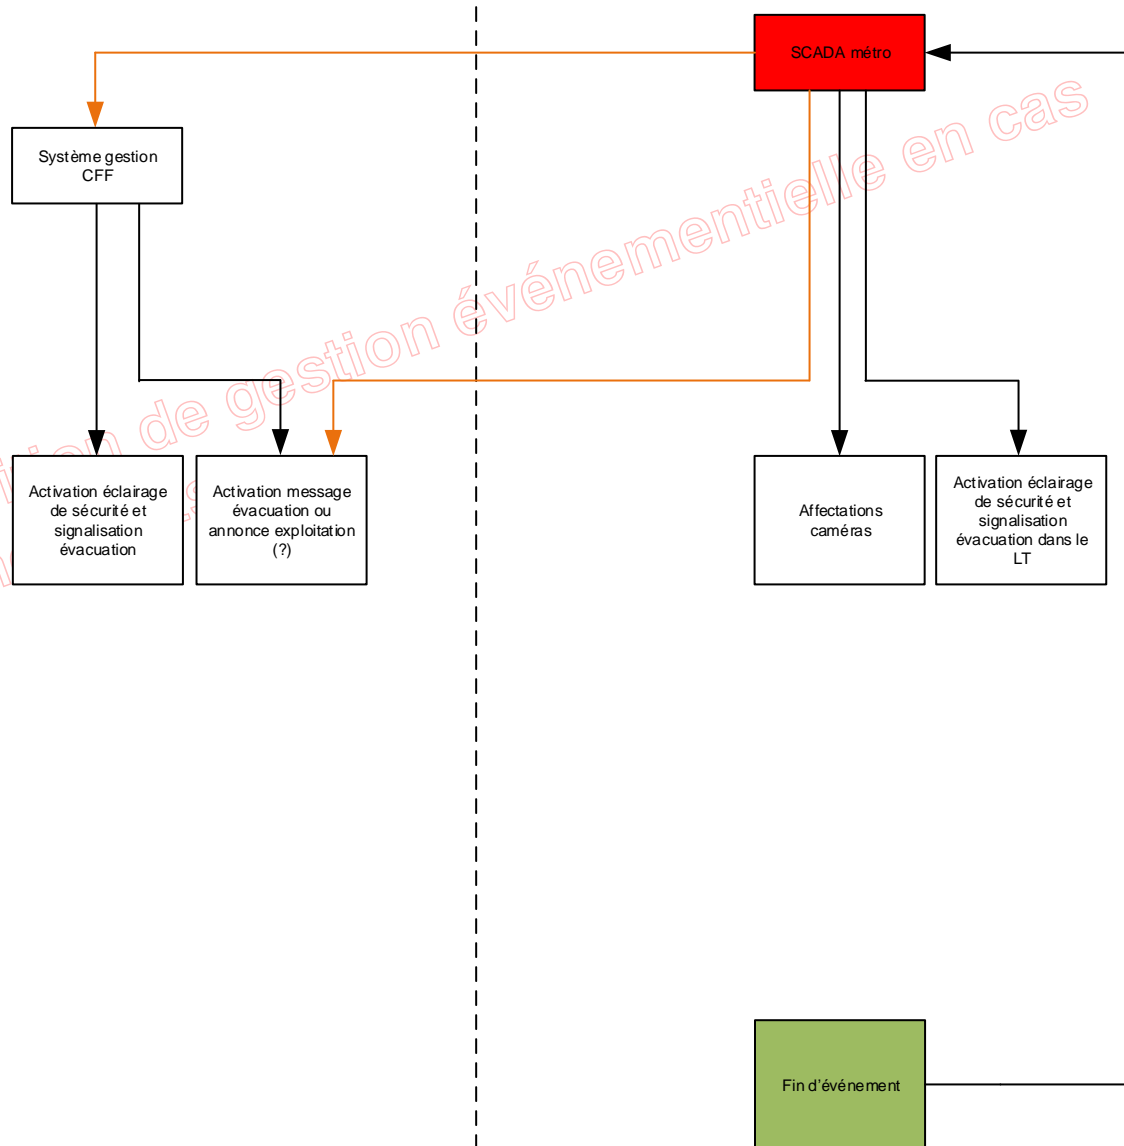 SCADA métro
Système gestion
CFF
de gestion événementielle en cas
Activation éclairage
de sécurité et
signalisation
évacuation
Activation message
évacuation ou
annonce exploitation
(?)
Affectations
caméras
Activation éclairage
de sécurité et
signalisation
évacuation dans le
LT
Fin d'événement